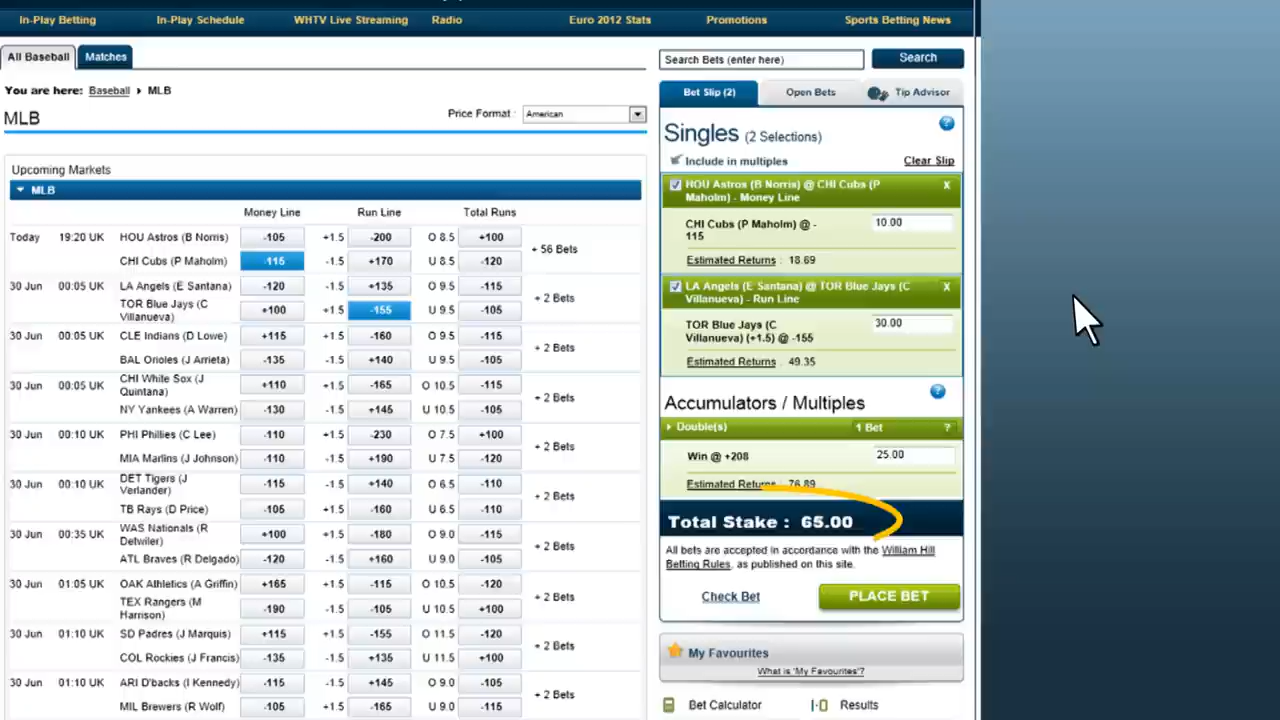 In-Play Betting In-Play Schedule WHTV Live Streaming Radio Euro 2012 Stats Promotions Sports Betting News
All Baseball Matches
You are here: Baseball MLB
MLB
Price Format : American
Upcoming Markets
MLB
Money Line Run Line Total Runs
Today 19:20 UK HOU Astros (B Norris) -105 +1.5 -200 O 8.5 +100
+ 56 Bets
CHI Cubs (P Maholm) -115 -1.5 +170 U 8.5 -120
30 Jun 00:05 UK LA Angels (E Santana) -120 -1.5 +135 O 9.5 -115
+ 2 Bets
TOR Blue Jays (C
Villanueva) +100 +1.5 -155 U 9.5 -105
30 Jun 00:05 UK CLE Indians (D Lowe) +115 +1.5 -160 O 9.5 -115
+ 2 Bets
BAL Orioles (J Arrieta) -135 -1.5 +140 U 9.5 -105
30 Jun 00:05 UK CHI White Sox (J
Quintana) +110 +1.5 -165 O 10.5 -115
+ 2 Bets
NY Yankees (A Warren) -130 -1.5 +145 U 10.5 -105
30 Jun 00:10 UK PHI Phillies (C Lee) -110 +1.5 -230 O 7.5 +100
+ 2 Bets
MIA Marlins (J Johnson) -110 -1.5 +190 U 7.5 -120
30 Jun 00:10 UK DET Tigers (J
Verlander) -115 -1.5 +140 O 6.5 -110
+ 2 Bets
TB Rays (D Price) -105 +1.5 -160 U 6.5 -110
30 Jun 00:35 UK WAS Nationals (R
Detwiler) +100 +1.5 -180 O 9.0 -115
+ 2 Bets
ATL Braves (R Delgado) -120 -1.5 +160 U 9.0 -105
30 Jun 01:05 UK OAK Athletics (A Griffin) +165 +1.5 -115 O 10.5 -120
+ 2 Bets
TEX Rangers (M
Harrison) -190 -1.5 -105 U 10.5 +100
30 Jun 01:10 UK SD Padres (J Marquis) +115 +1.5 -155 O 11.5 -120
+ 2 Bets
COL Rockies (J Francis) -135 -1.5 +135 U 11.5 +100
30 Jun 01:10 UK ARI D'backs (I Kennedy) -115 -1.5 +145 O 9.0 -105
+ 2 Bets
MIL Brewers (R Wolf) -105 +1.5 -165 U 9.0 -115
Search Bets (enter here) Search
Bet Slip (2) Open Bets Tip Advisor
Singles (2 Selections) ?
Include in multiples Clear Slip
HOU Astros (B Norris) @ CHI Cubs (P X
Maholm) - Money Line
CHI Cubs (P Maholm) @ - 10.00
115
Estimated Returns : 18.69
LA Angels (E Santana) @ TOR Blue Jays (C X
Villanueva) - Run Line
TOR Blue Jays (C 30.00
Villanueva) (+1.5) @ -155
Estimated Returns : 49.35
Accumulators / Multiples ?
Double(s) 1 Bet ?
Win @ +208 25.00
Estimated Returns 76.89
Total Stake : 65.00
All bets are accepted in accordance with the William Hill
Betting Rules, as published on this site.
Check Bet PLACE BET
My Favourites
What is 'My Favourites'?
Bet Calculator Results